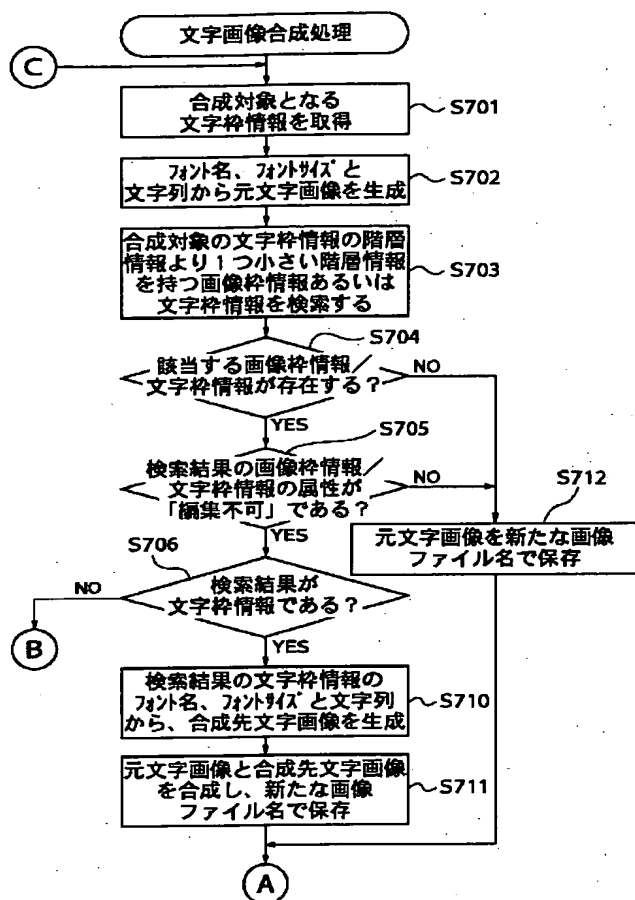 文字画像合成処理
C
合成対象となる
文字枠情報を取得
S701
フォント名、フォントサイズと
文字列から元文字画像を生成
S702
合成対象の文字枠情報の階層
情報より1つ小さい階層情報
を持つ画像枠情報あるいは
文字枠情報を検索する
S703
S704
該当する画像枠情報/
文字枠情報が存在する?
NO
YES
S705
検索結果の画像枠情報/
文字枠情報の属性が
「編集不可」である?
NO
YES
S712
元文字画像を新たな画像
ファイル名で保存
S706
検索結果が
文字枠情報である?
NO
B
YES
検索結果の文字枠情報の
フォント名、フォントサイズと文字列
から、合成先文字画像を生成
S710
元文字画像と合成先文字画像
を合成し、新たな画像
ファイル名で保存
S711
A